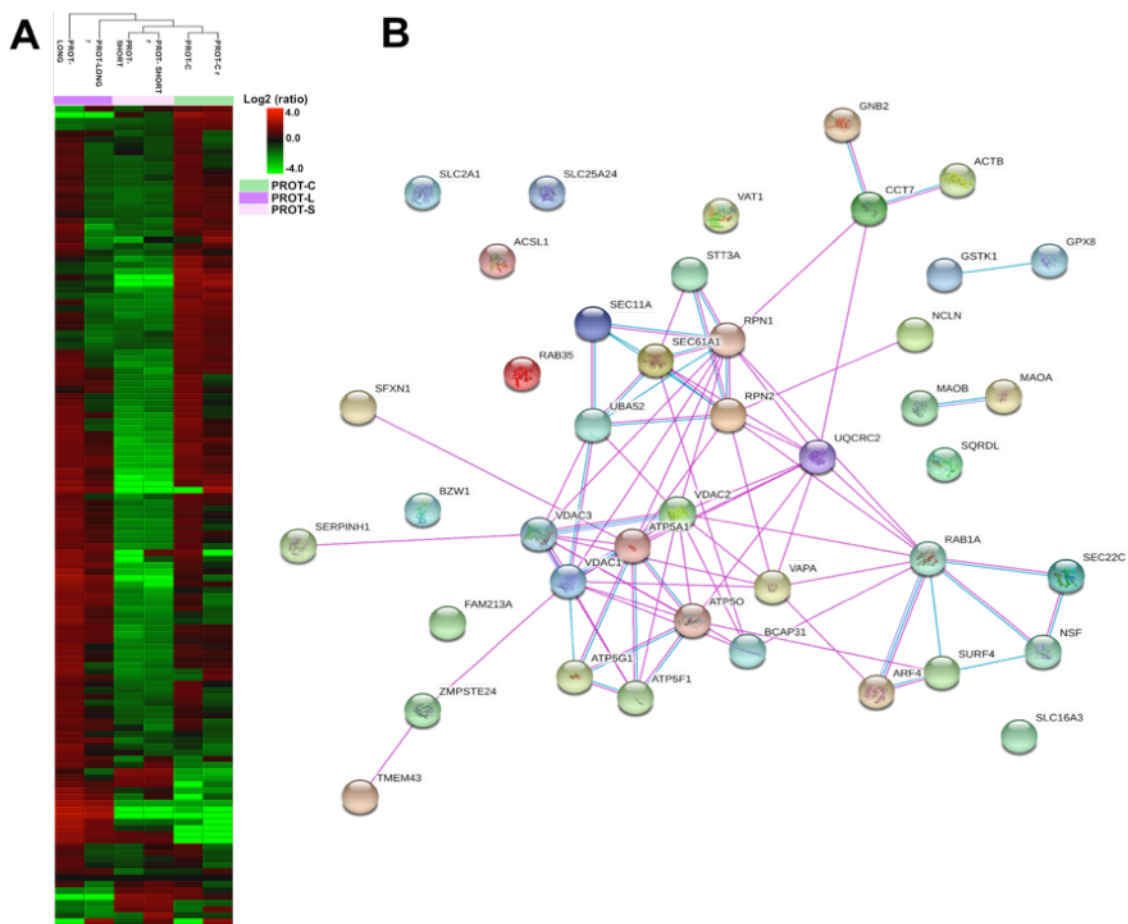 A
B
PROT-
LONG
PROT-LONG
r
PROT-
SHORT
PROT- SHORT
r
PROT-C
PROT-C r
Log2 (ratio)
4.0
0.0
-4.0
PROT-C
PROT-L
PROT-S
GNB2
ACTB
SLC2A1
SLC25A24
CCT7
VAT1
GPX8
ACSL1
GSTK1
STT3A
SEC11A
RPN1
NCLN
SEC61A1
RAB35
MAOA
SFXN1
MAOB
UBA52
RPN2
UQCRC2
SQRDL
BZW1
VDAC2
VDAC3
SERPINH1
ATP5A1
RAB1A
VDAC1
VAPA
SEC22C
FAM213A
ATP5O
BCAP31
NSF
SURF4
ATP5G1
ATP5F1
ARF4
ZMPSTE24
SLC16A3
TMEM43